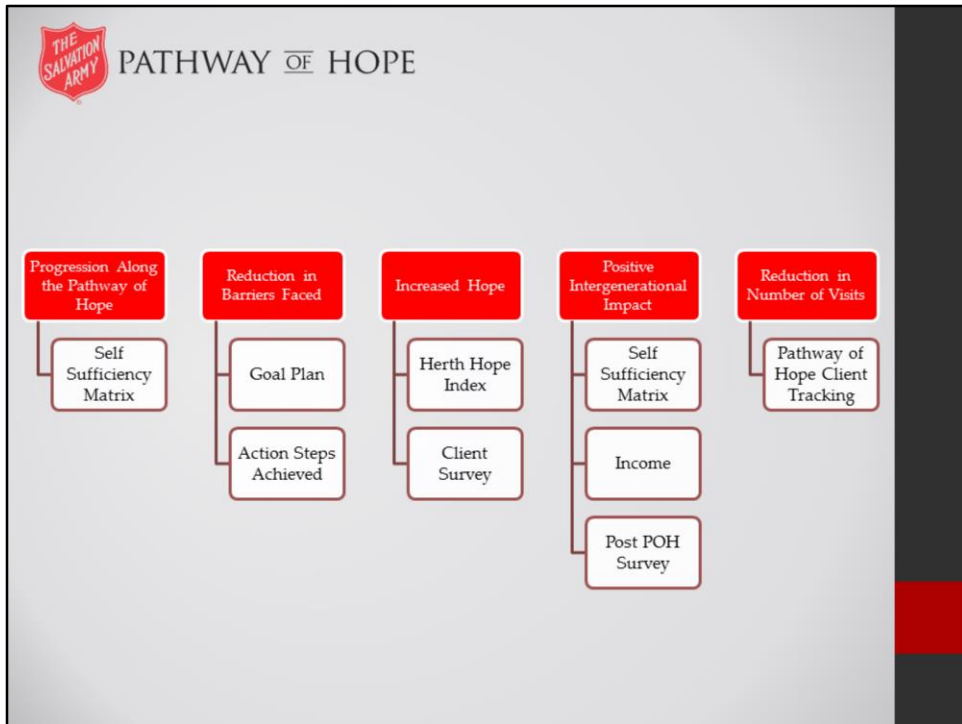 THE
SALVATION
ARMY
PATHWAY OF HOPE
Progression Along
the Pathway of
Hope
Self
Sufficiency
Matrix
Reduction in
Barriers Faced
Goal Plan
Action Steps
Achieved
Increased Hope
Herth Hope
Index
Client
Survey
Positive
Intergenerational
Impact
Self
Sufficiency
Matrix
Income
Post POH
Survey
Reduction in
Number of Visits
Pathway of
Hope Client
Tracking